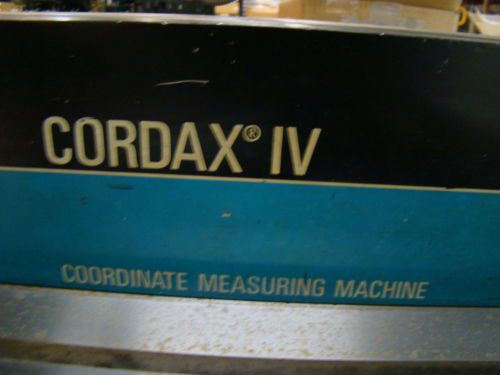 CORDAX® IV
COORDINATE MEASURING MACHINE